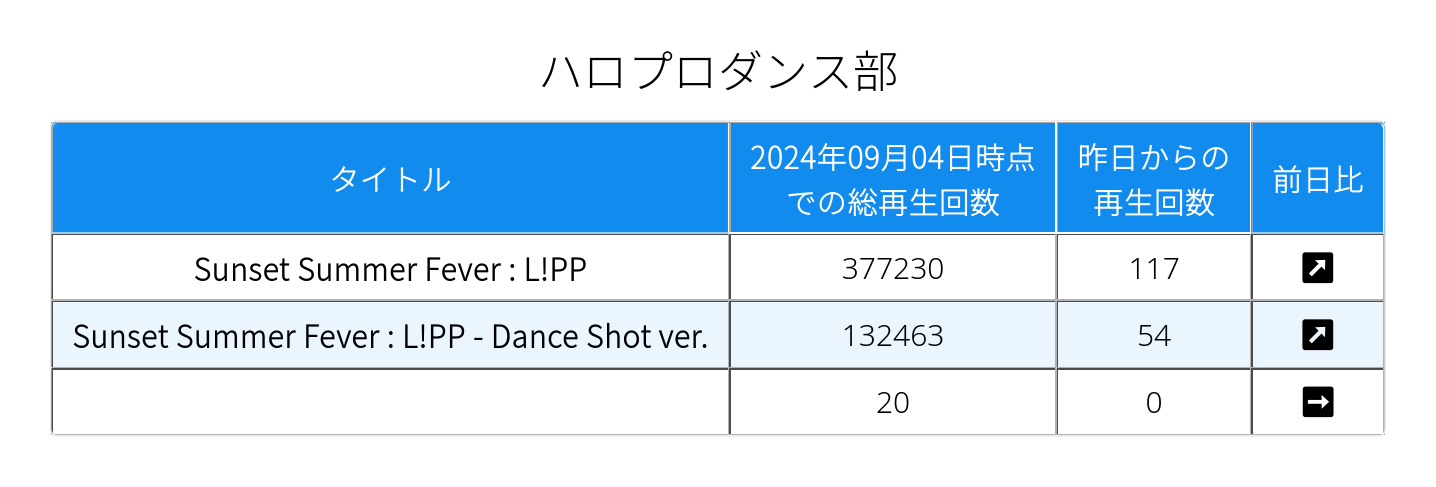 ハロプロダンス部
タイトル
2024年09月04日時点
での総再生回数
昨日からの
再生回数
前日比
Sunset Summer Fever : L!PP
377230
117
Sunset Summer Fever : L!PP - Dance Shot ver.
132463
54
20
0